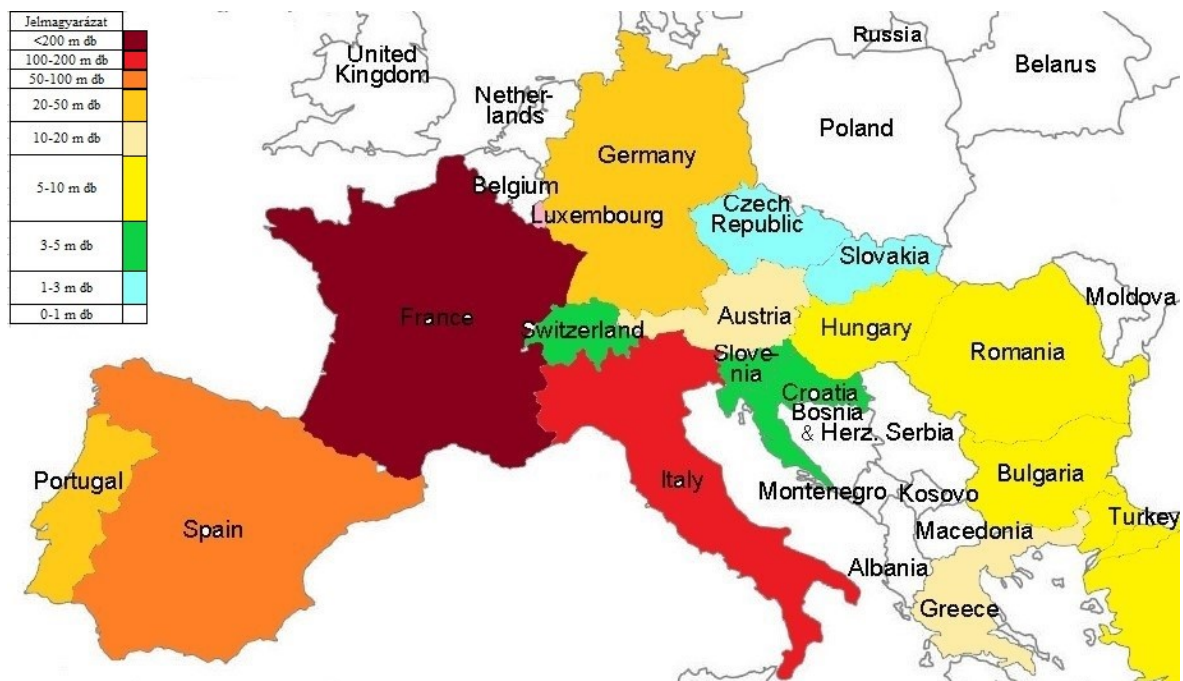 Jelmagyarázat
<200 m db
100-200 m db
50-100 m db
20-50 m db
10-20 m db
5-10 m db
3-5 m db
1-3 m db
0-1 m db
United
Kingdom
Russia
Belarus
Nether-
lands
Poland
Germany
Belgium
Luxembourg
Czech
Republic
Slovakia
Moldova
France
Switzerland
Austria
Hungary
Romania
Slove-
nia
Croatia
Bosnia
& Herz.
Serbia
Portugal
Spain
Italy
Montenegro
Kosovo
Bulgaria
Macedonia
Turkey
Albania
Greece